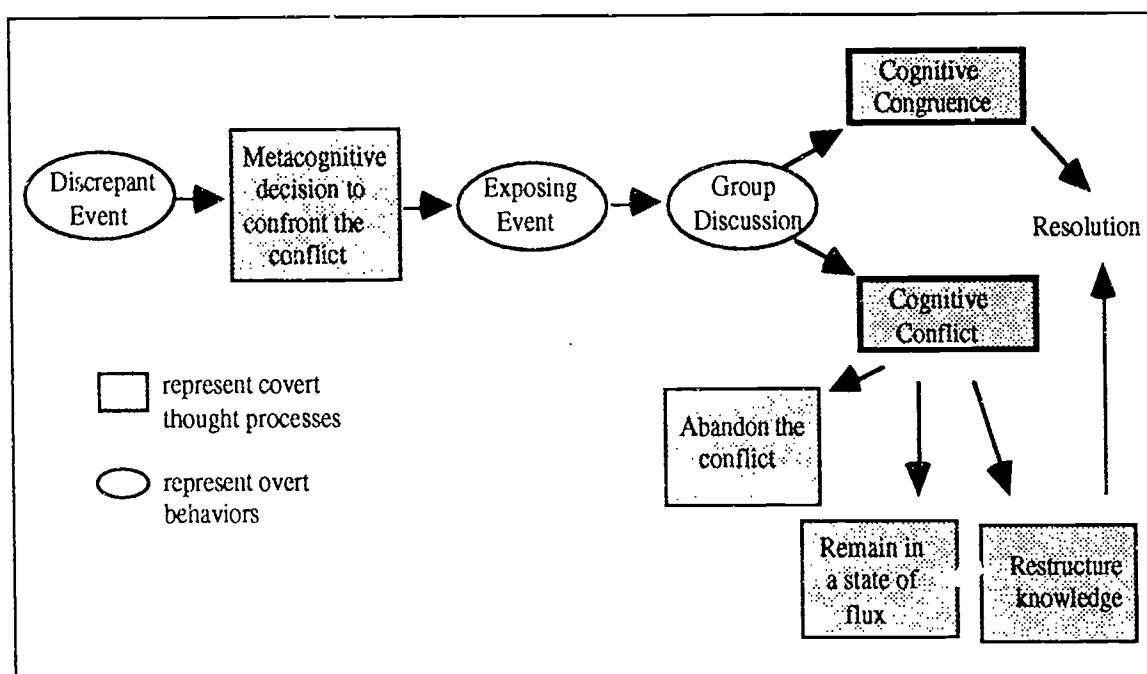 Discrepant
Event
Metacognitive
decision to
confront the
conflict
Exposing
Event
Group
Discussion
Cognitive
Congruence
Resolution
Cognitive
Conflict
Abandon the
conflict
Remain in
a state of
flux
Restructure
knowledge
represent covert
thought processes
represent overt
behaviors